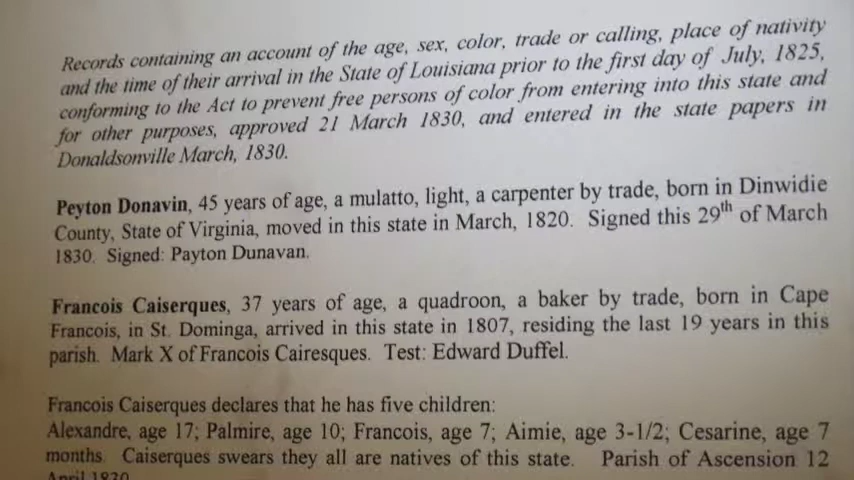 Records containing an account of the age, sex, color, trade or calling, place of nativity
and the time of their arrival in the State of Louisiana prior to the first day of July, 1825,
conforming to the Act to prevent free persons of color from entering into this state and
for other purposes, approved 21 March 1830, and entered in the state papers in
Donaldsonville March, 1830.
Peyton Donavin, 45 years of age, a mulatto, light, a carpenter by trade, born in Dinwidie
County, State of Virginia, moved in this state in March, 1820. Signed this 29th of March
1830. Signed: Payton Dunavan.
Francois Caiserques, 37 years of age, a quadroon, a baker by trade, born in Cape
Francois, in St. Dominga, arrived in this state in 1807, residing the last 19 years in this
parish. Mark X of Francois Cairesques. Test: Edward Duffel.
Francois Caiserques declares that he has five children:
Alexandre, age 17; Palmire, age 10; Francois, age 7; Aimie, age 3-1/2; Cesarine, age 7
months. Caiserques swears they all are natives of this state. Parish of Ascension 12
April 1830